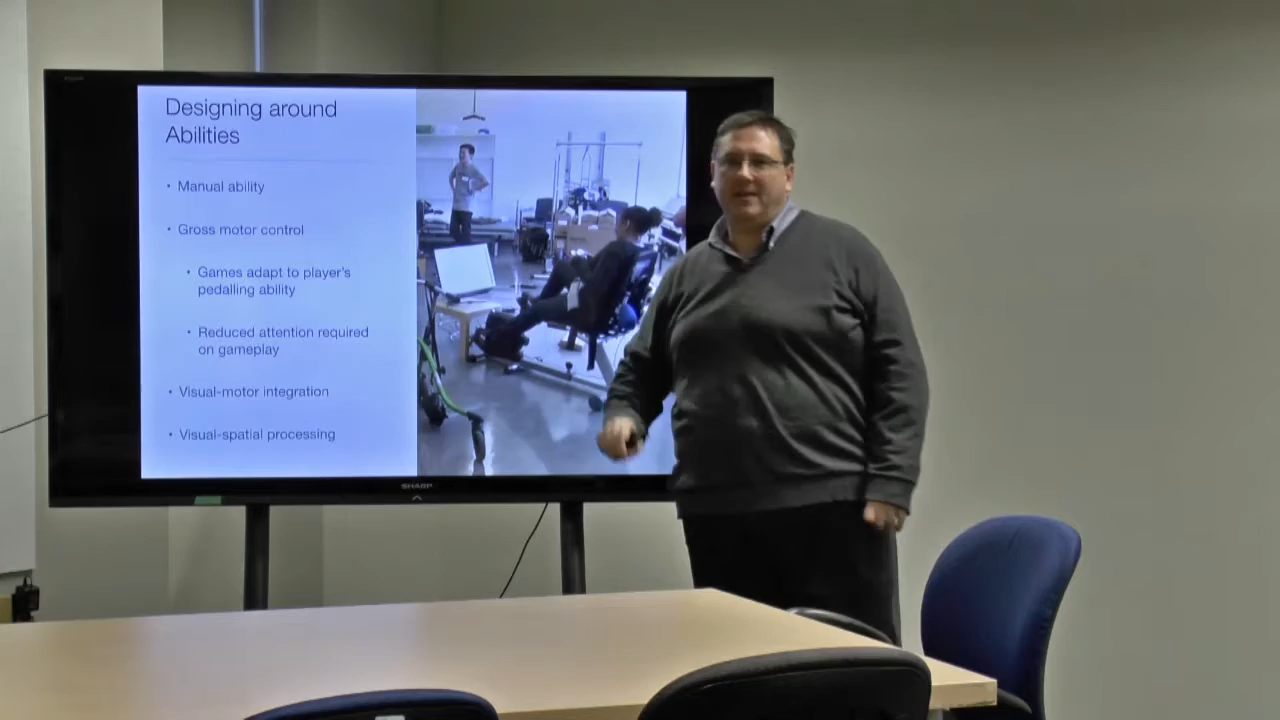 Designing around
Abilities
• Manual ability
• Gross motor control
• Games adapt to player's
pedalling ability
• Reduced attention required
on gameplay
• Visual-motor integration
• Visual-spatial processing
SHARP